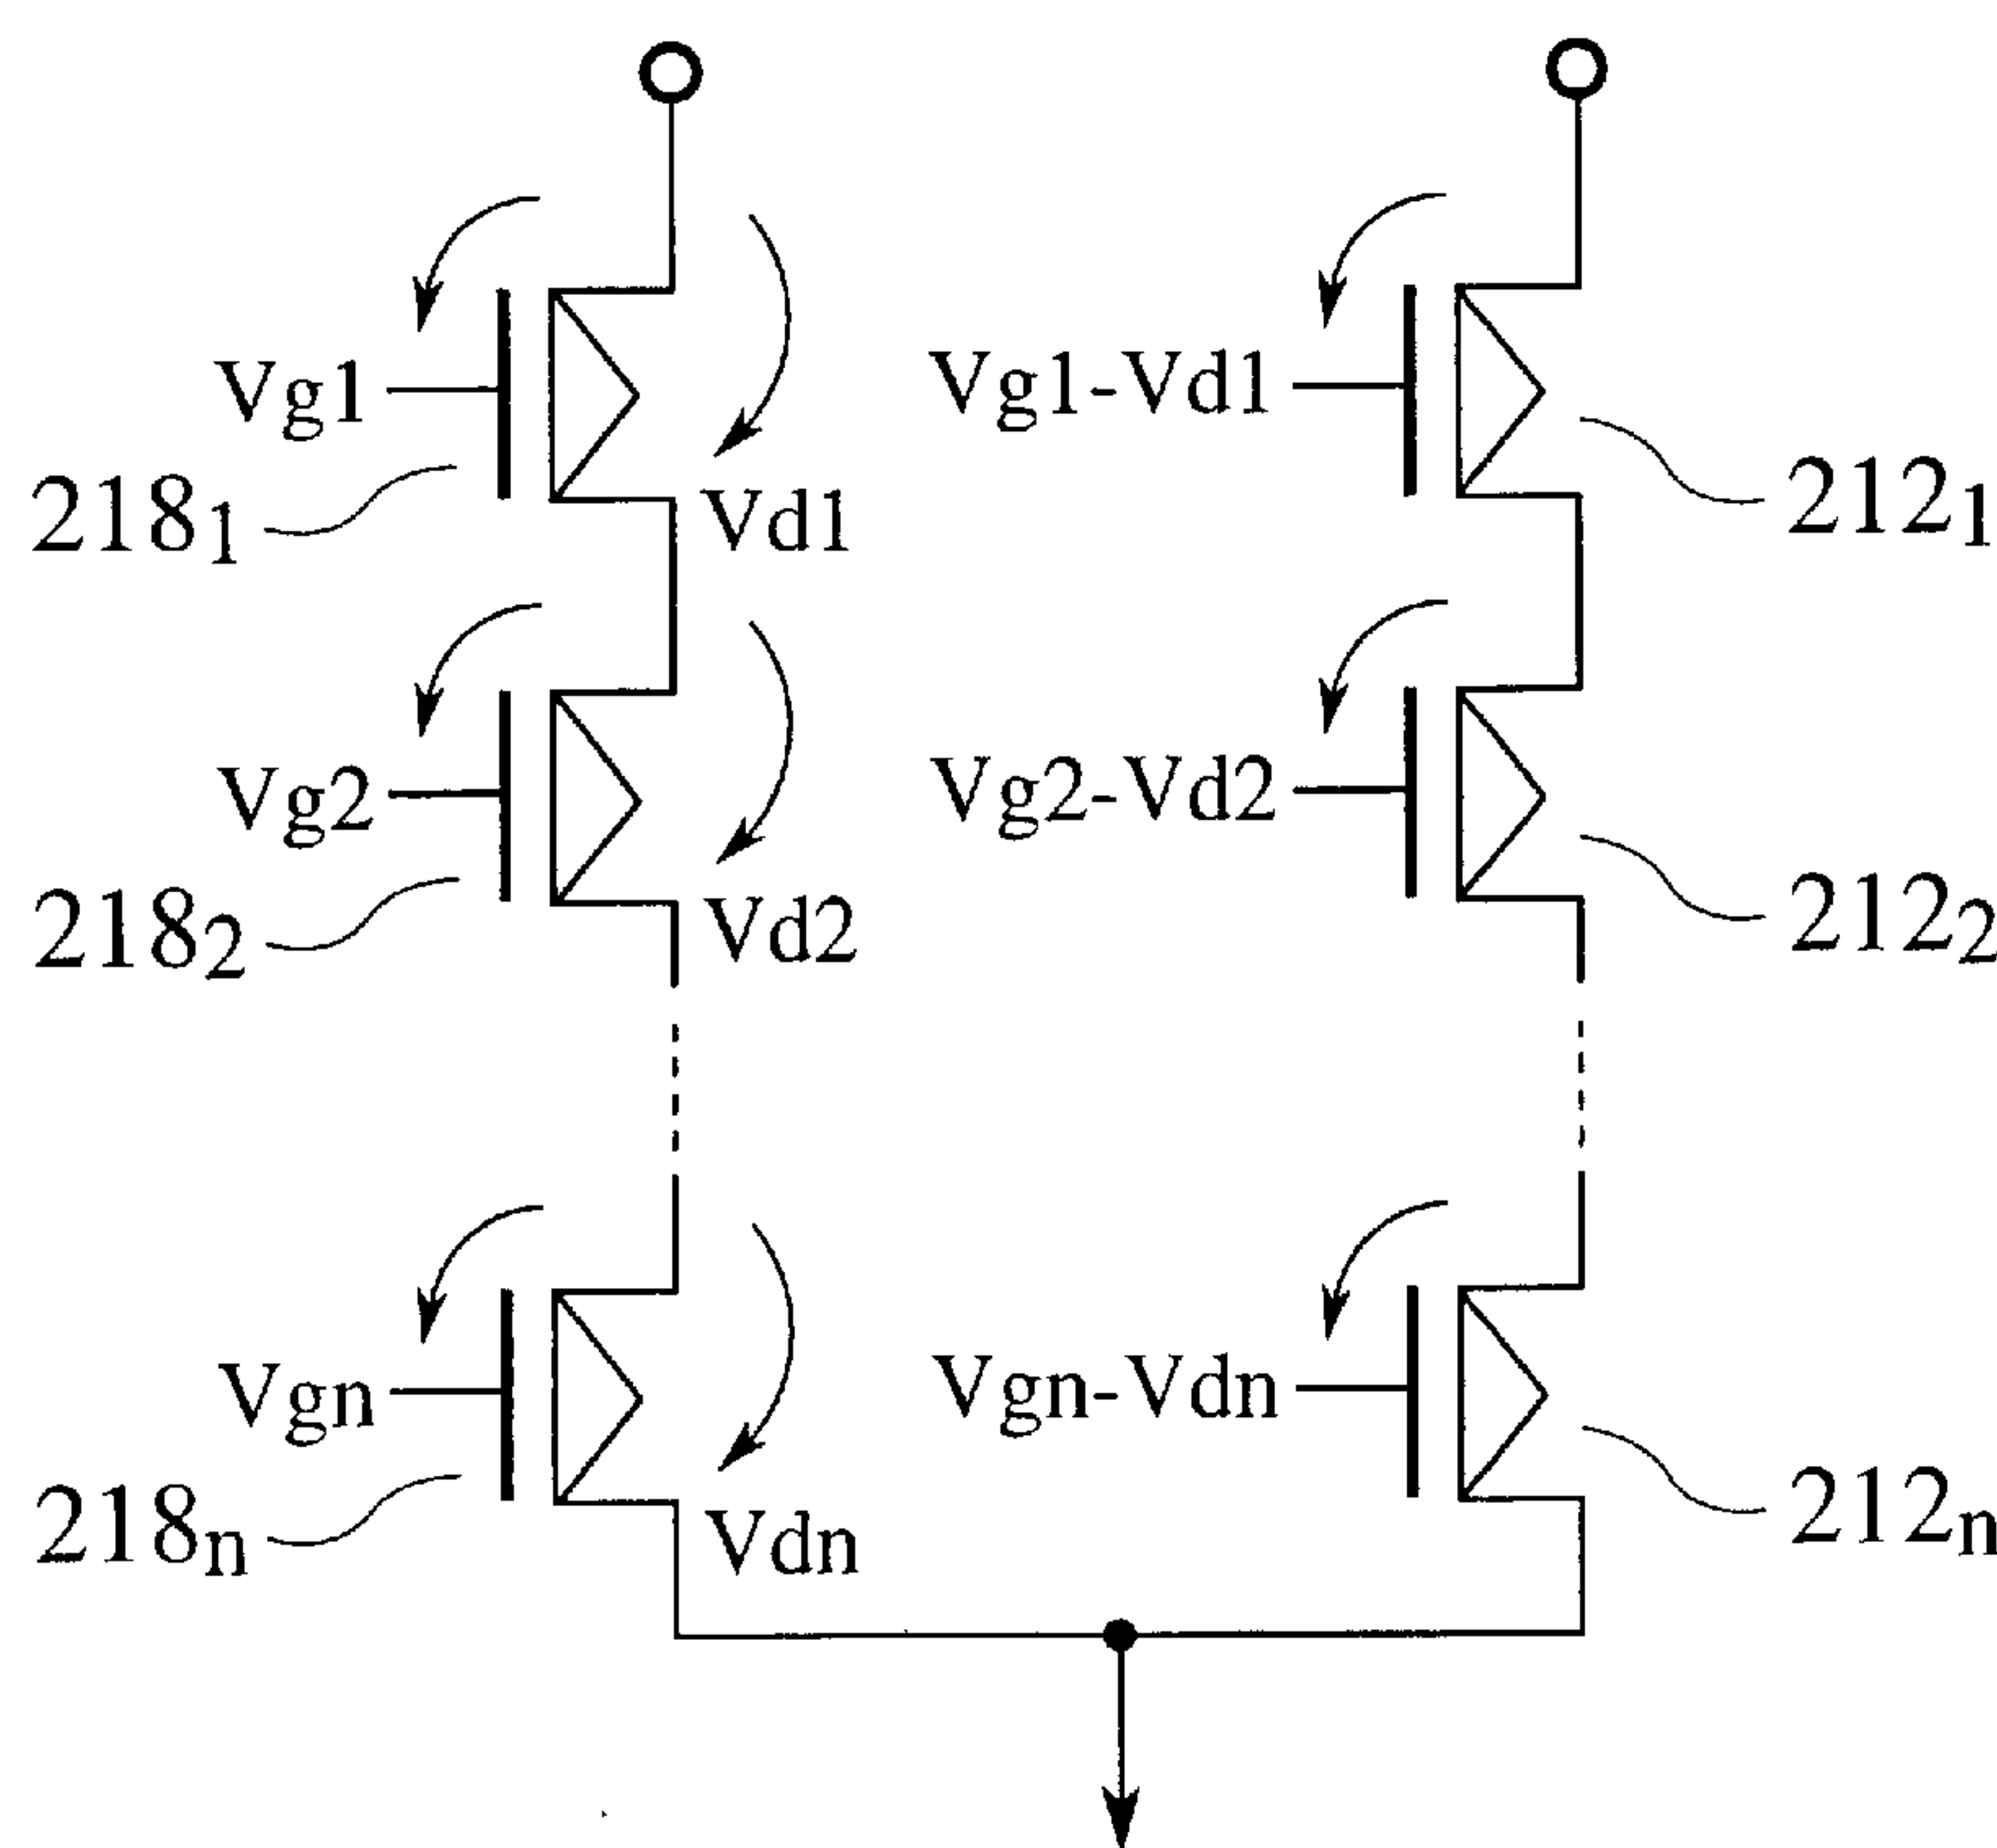 Vg1
Vg1-Vd1
218₁
Vd1
212₁
Vg2
Vg2-Vd2
218₂
Vd2
212₂
Vgn
Vgn-Vdn
218ₙ
Vdn
212ₙ